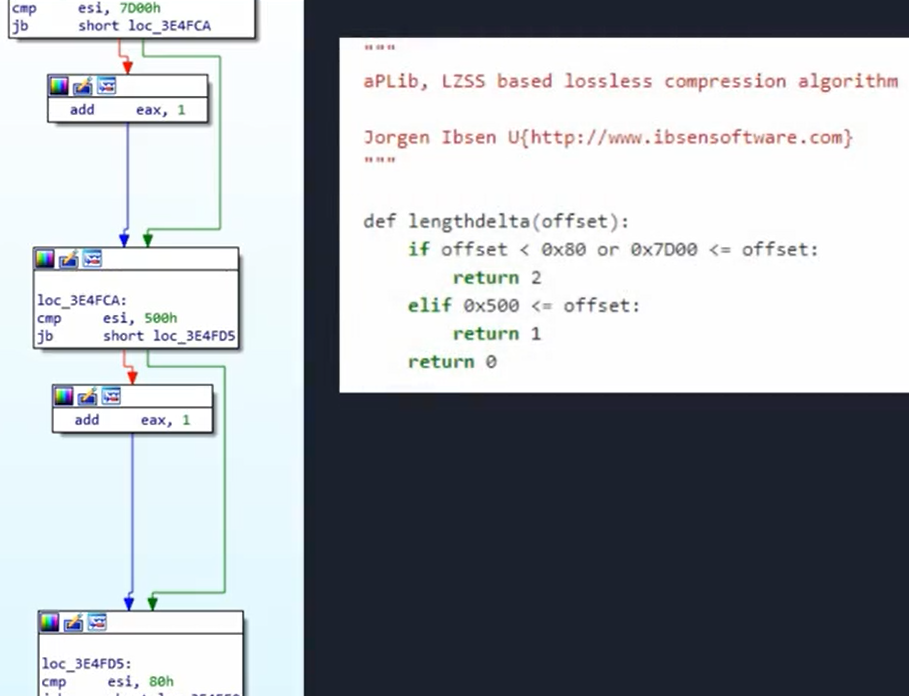 cmp esi, 7D00h
jb short loc_3E4FCA
add eax, 1
loc_3E4FCA:
cmp esi, 500h
jb short loc_3E4FD5
add eax, 1
loc_3E4FD5:
cmp esi, 80h
"""
aPLib, LZSS based lossless compression algorithm
Jorgen Ibsen U{http://www.ibsensoftware.com}
"""
def lengthdelta(offset):
if offset < 0x80 or 0x7D00 <= offset:
return 2
elif 0x500 <= offset:
return 1
return 0